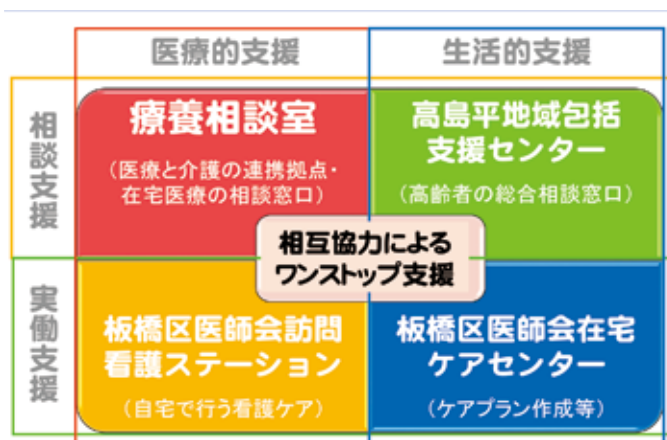 医療的支援
生活的支援
相談支援
療養相談室
(医療と介護の連携拠点・
在宅医療の相談窓口)
高島平地域包括
支援センター
(高齢者の総合相談窓口)
相互協力による
ワンストップ支援
実働支援
板橋区医師会訪問
看護ステーション
(自宅で行う看護ケア)
板橋区医師会在宅
ケアセンター
(ケアプラン作成等)